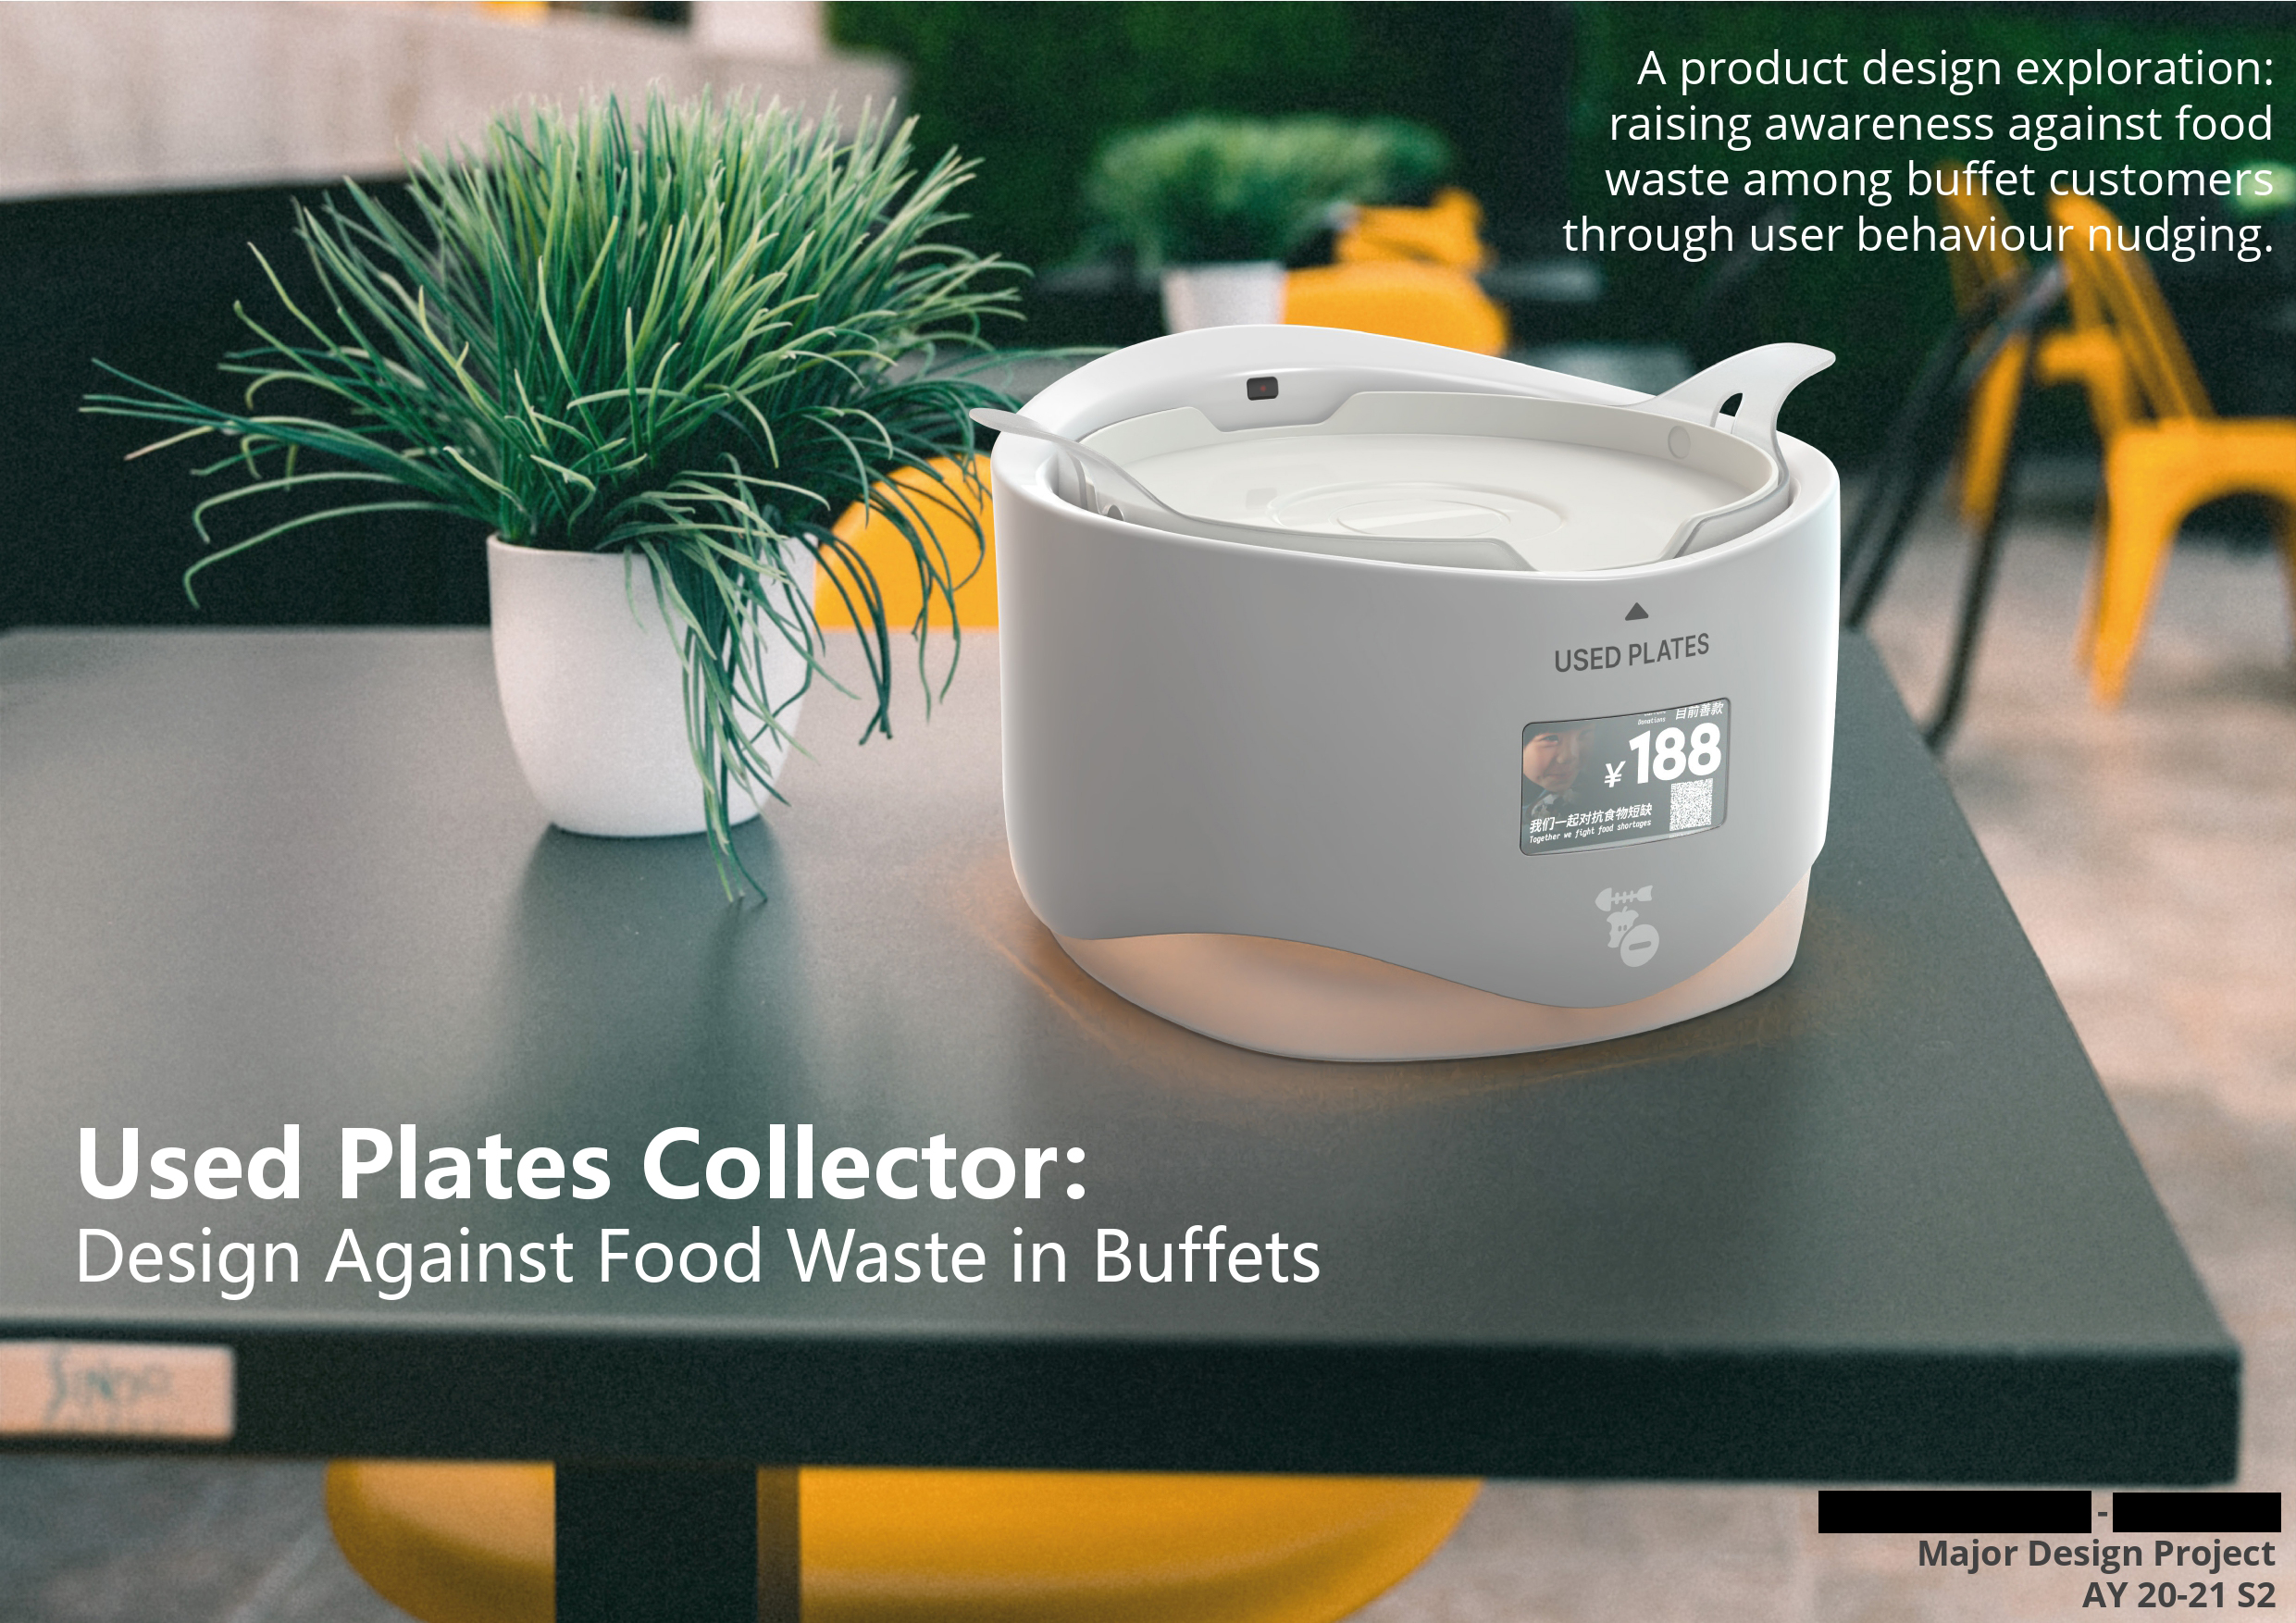 A product design exploration:
raising awareness against food
waste among buffet customers
through user behaviour nudging.
USED PLATES
Donations 目前善款
¥188
我们一起对抗食物短缺
Together we fight food shortages
Used Plates Collector:
Design Against Food Waste in Buffets
-
Major Design Project
AY 20-21 S2